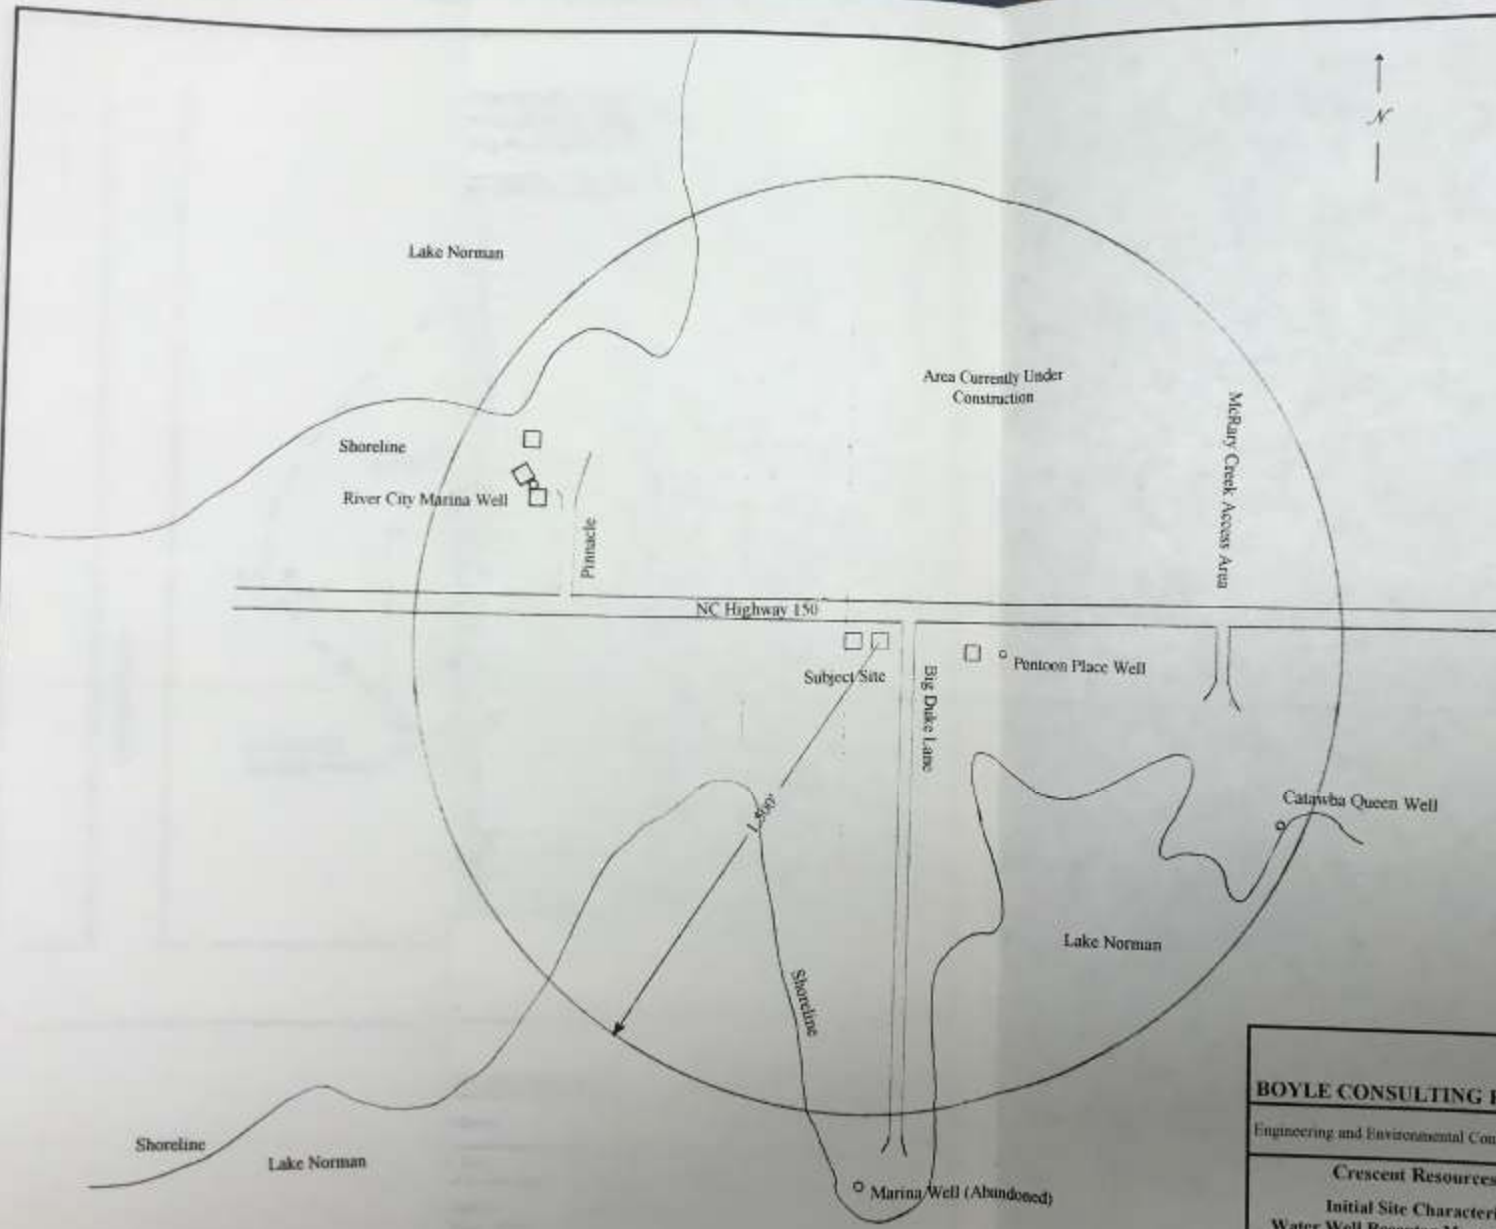 N
Lake Norman
Area Currently Under
Construction
McRary Creek Access Area
Shoreline
River City Marina Well
Pinnacle
NC Highway 150
Subject Site
Big Duke Lane
Pontoon Place Well
1,500'
Catawba Queen Well
Lake Norman
Shoreline
Shoreline
Lake Norman
Marina Well (Abandoned)
BOYLE CONSULTING
Engineering and Environmental
Crescent Resources
Initial Site
Water Well